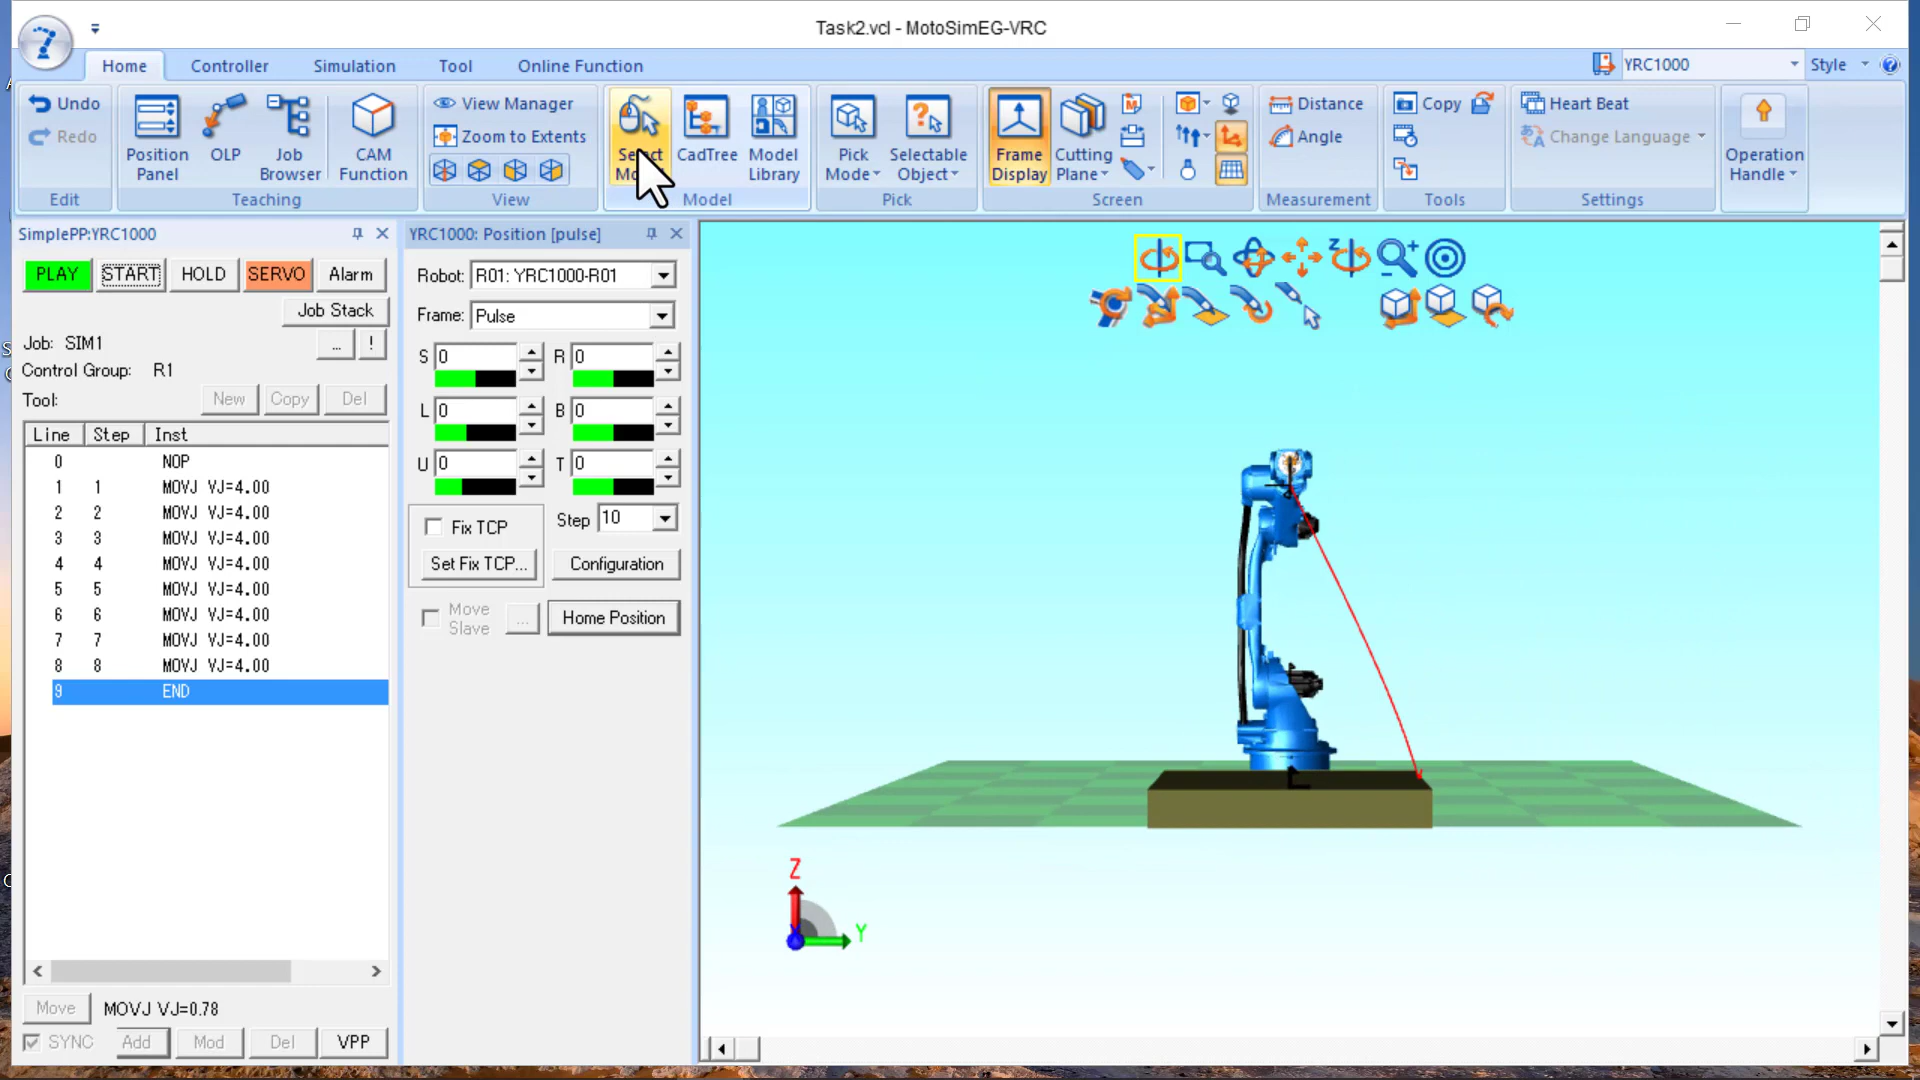 Task2.vcl - MotoSimEG-VRC
Home Controller Simulation Tool Online Function YRC1000 Style
Undo
Redo
Edit
Position Panel
OLP
Job Browser
CAM Function
Teaching
View Manager
Zoom to Extents
View
Select
CadTree
Model Library
Model
Pick Mode
Selectable Object
Pick
Frame Display
Cutting Plane
Screen
Distance
Angle
Measurement
Copy
Tools
Heart Beat
Change Language
Settings
Operation Handle
SimplePP:YRC1000
PLAY START HOLD SERVO Alarm
Job Stack
Job: SIM1 ... !
Control Group: R1
Tool: New Copy Del
Line Step Inst
0 NOP
1 1 MOVJ VJ=4.00
2 2 MOVJ VJ=4.00
3 3 MOVJ VJ=4.00
4 4 MOVJ VJ=4.00
5 5 MOVJ VJ=4.00
6 6 MOVJ VJ=4.00
7 7 MOVJ VJ=4.00
8 8 MOVJ VJ=4.00
9 END
Move MOVJ VJ=0.78
SYNC Add Mod Del VPP
YRC1000: Position [pulse]
Robot: R01: YRC1000-R01
Frame: Pulse
S 0 R 0
L 0 B 0
U 0 T 0
Fix TCP Step 10
Set Fix TCP... Configuration
Move Slave ... Home Position
Z
Y